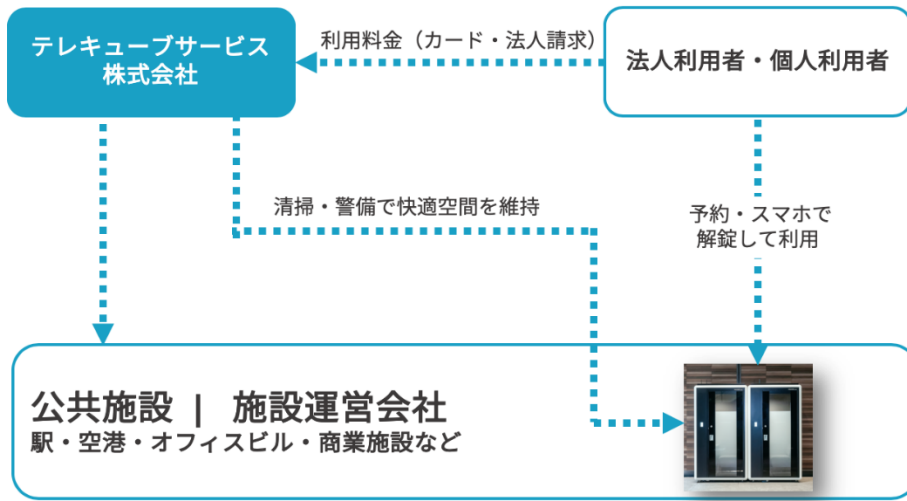 テレキューブサービス
株式会社
利用料金（カード・法人請求）
法人利用者・個人利用者
清掃・警備で快適空間を維持
予約・スマホで
解錠して利用
公共施設 | 施設運営会社
駅・空港・オフィスビル・商業施設など